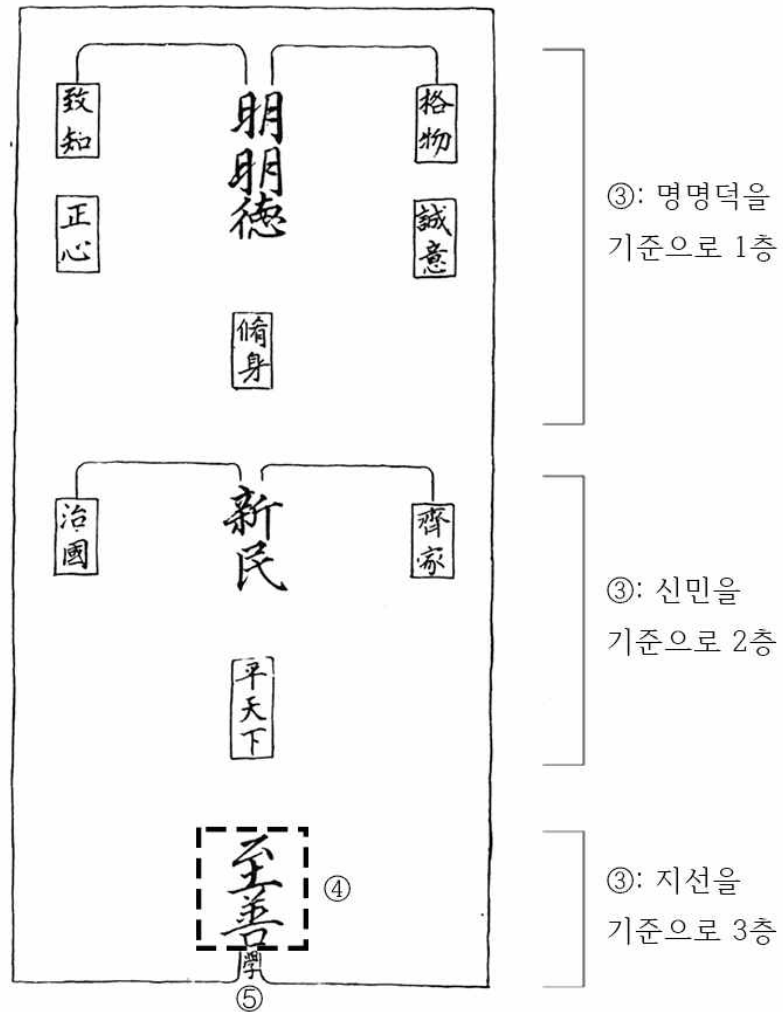 致知
正心
明明德
格物
誠意
脩身
③: 명명덕을
기준으로 1층
治國
新民
齊家
平天下
③: 신민을
기준으로 2층
至善
④
學
⑤
③: 지선을
기준으로 3층